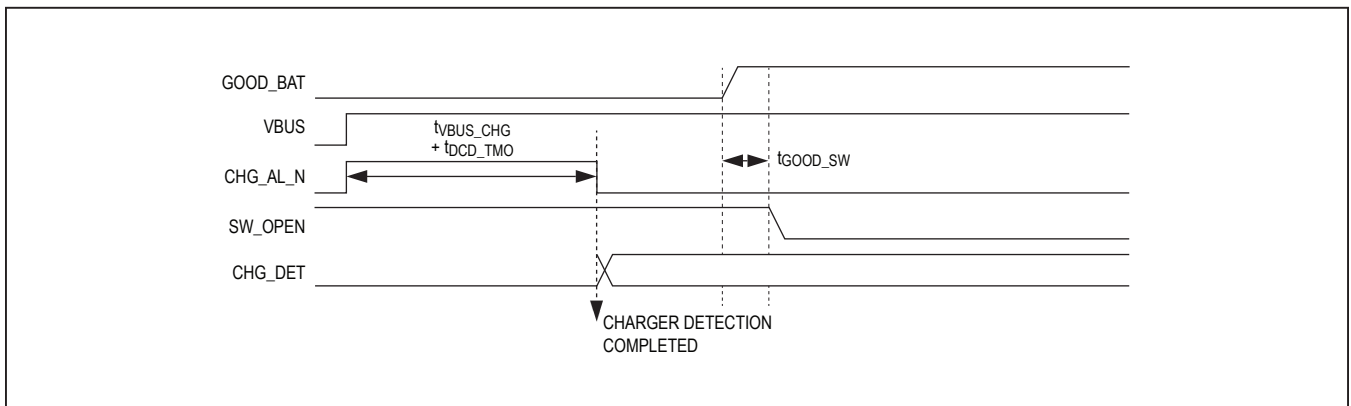 GOOD_BAT
VBUS
tVBUS_CHG
+ tDCD_TMO
tGOOD_SW
CHG_AL_N
SW_OPEN
CHG_DET
CHARGER DETECTION
COMPLETED